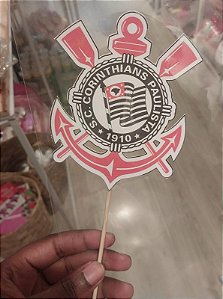 S. C. CORINTHIANS PAULISTA
1910